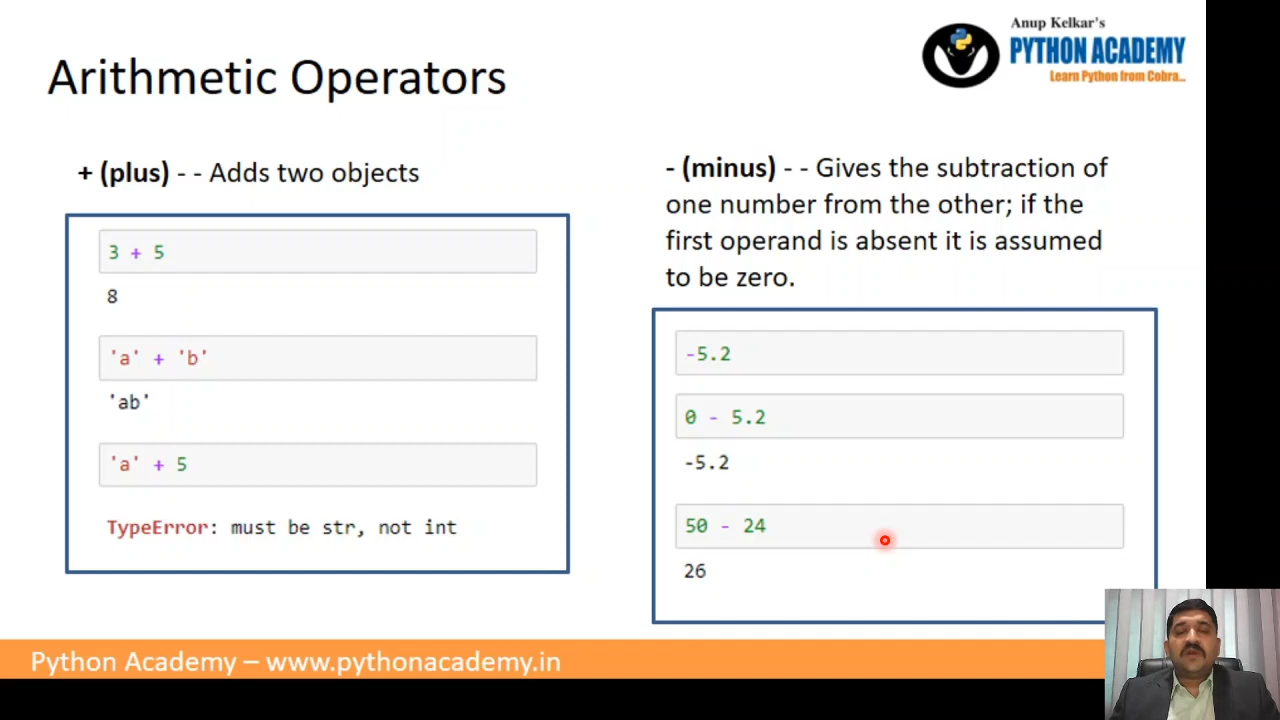 Anup Kelkar's
PYTHON ACADEMY
Learn Python from Cobra...
Arithmetic Operators
+ (plus) - - Adds two objects
3 + 5
8
'a' + 'b'
'ab'
'a' + 5
TypeError: must be str, not int
- (minus) - - Gives the subtraction of
one number from the other; if the
first operand is absent it is assumed
to be zero.
-5.2
0 - 5.2
-5.2
50 - 24
26
Python Academy – www.pythonacademy.in